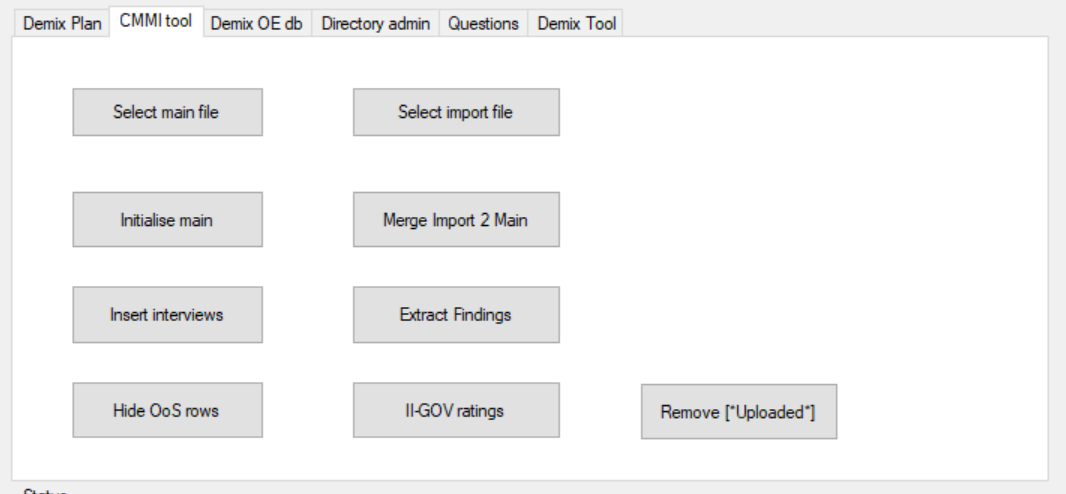 Demix Plan CMMI tool Demix OE db Directory admin Questions Demix Tool
Select main file Select import file
Initialise main Merge Import 2 Main
Insert interviews Extract Findings
Hide OoS rows II-GOV ratings Remove [*Uploaded*]
Status